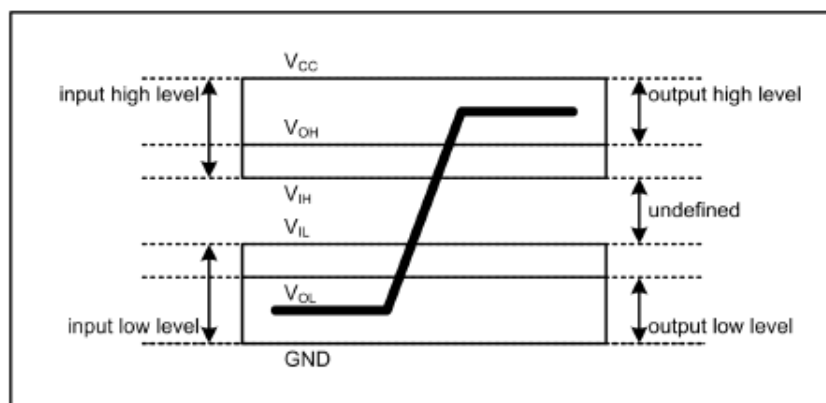 VCC
input high level
output high level
VOH
VIH
undefined
VIL
VOL
input low level
output low level
GND